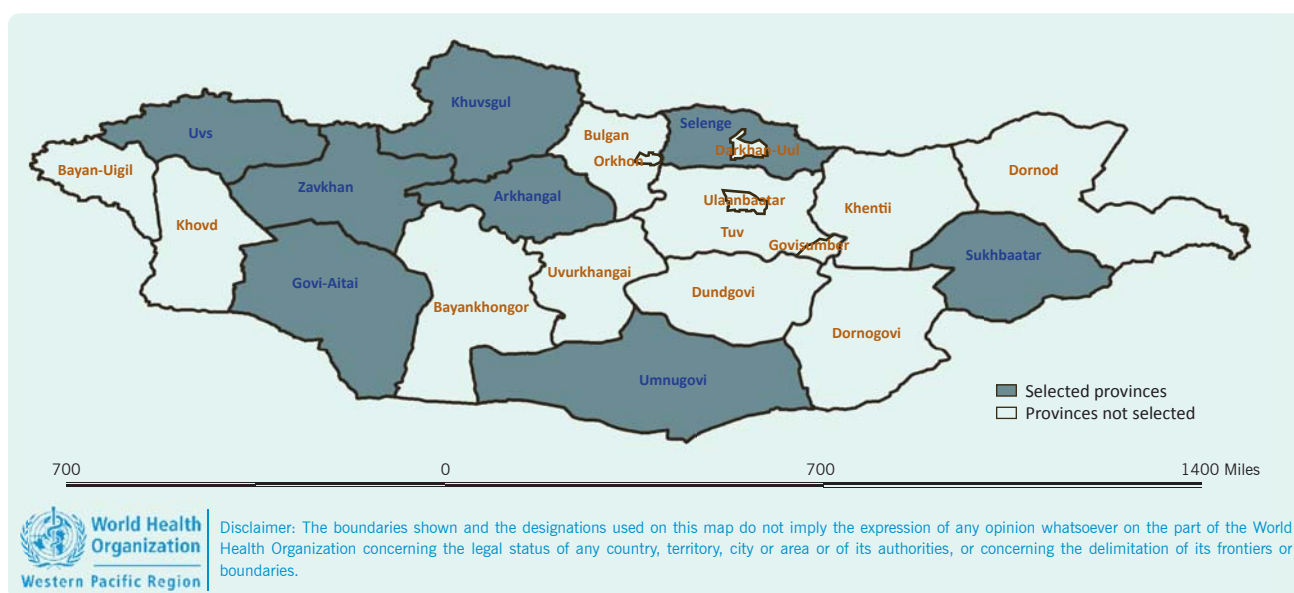 Khuvsgul
Uvs
Selenge
Bulgan
Darkhan-Uul
Orkhon
Bayan-Uigil
Dornod
Zavkhan
Arkhangal
Ulaanbaatar
Khentii
Khovd
Tuv
Govisumber
Sukhbaatar
Uvurkhangai
Govi-Aitai
Dundgovi
Bayankhongor
Dornogovi
Umnugovi
Selected provinces
Provinces not selected
700 0 700 1400 Miles
World Health
Organization
Western Pacific Region
Disclaimer: The boundaries shown and the designations used on this map do not imply the expression of any opinion whatsoever on the part of the World
Health Organization concerning the legal status of any country, territory, city or area or of its authorities, or concerning the delimitation of its frontiers or
boundaries.